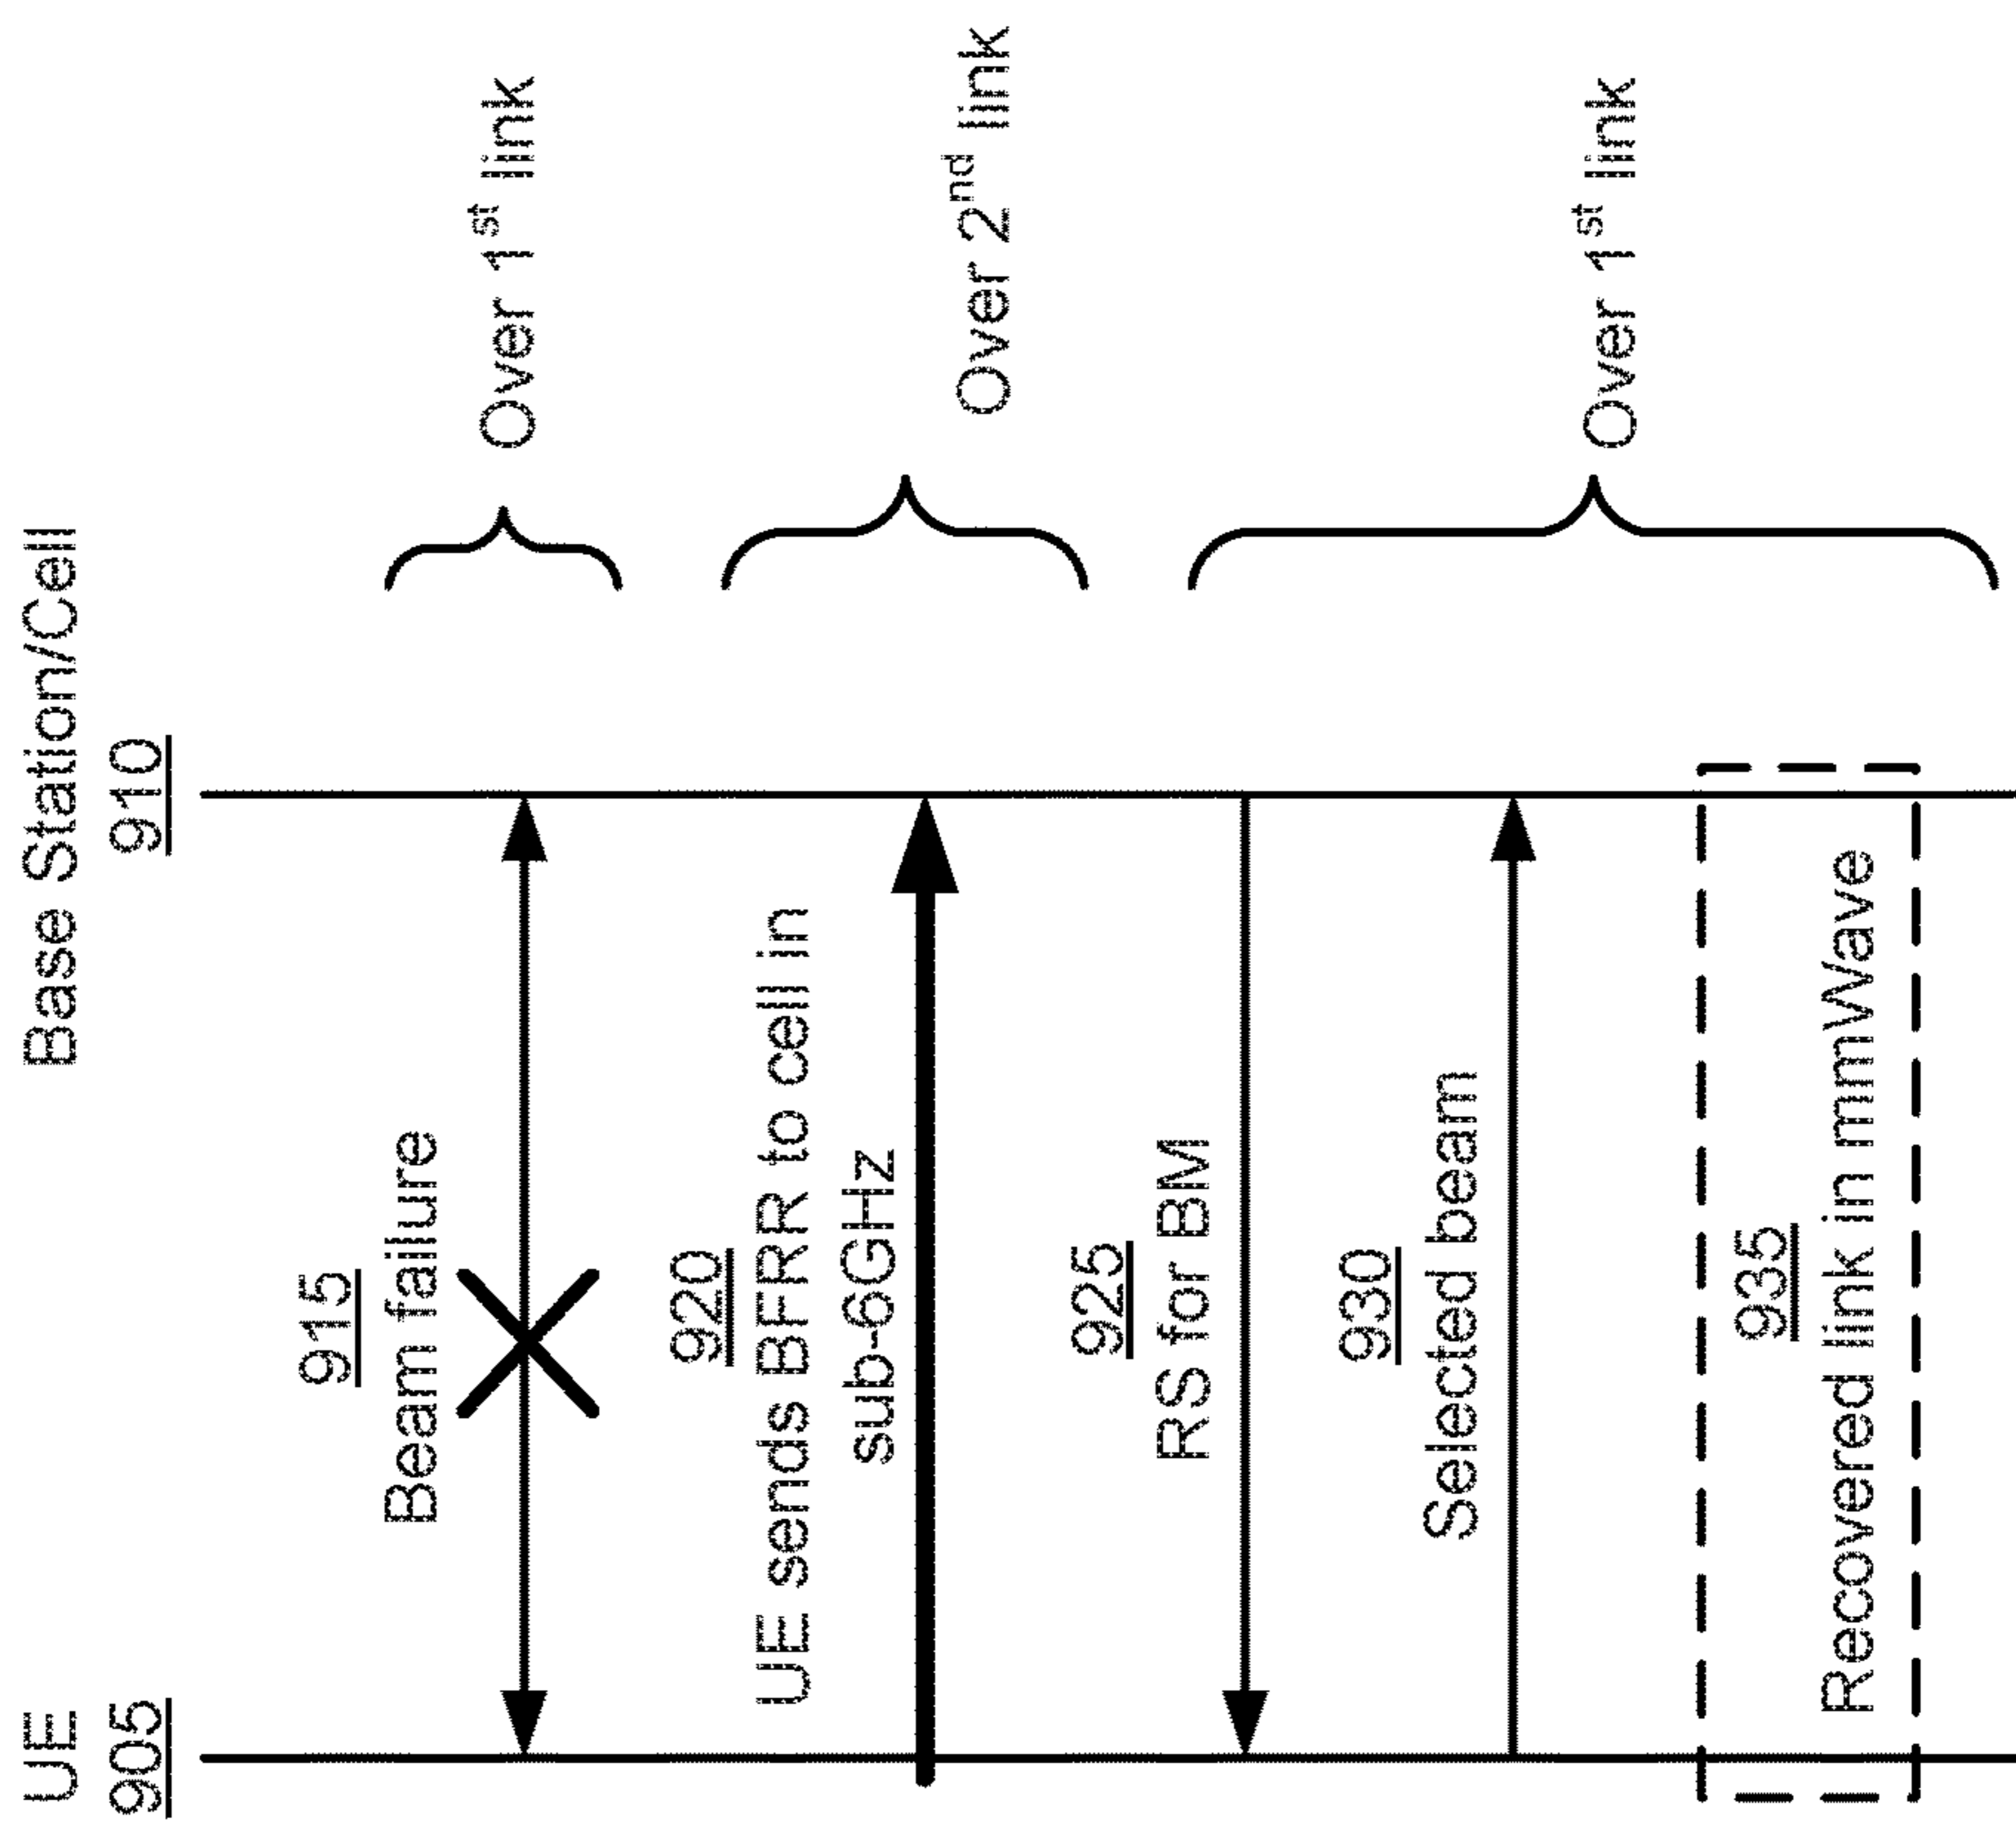 UE
905
Base Station/Cell
910
915
Beam failure
Over 1st link
920
UE sends BFRR to cell in
sub-6GHz
Over 2nd link
925
RS for BM
930
Selected beam
Over 1st link
935
Recovered link in mmWave